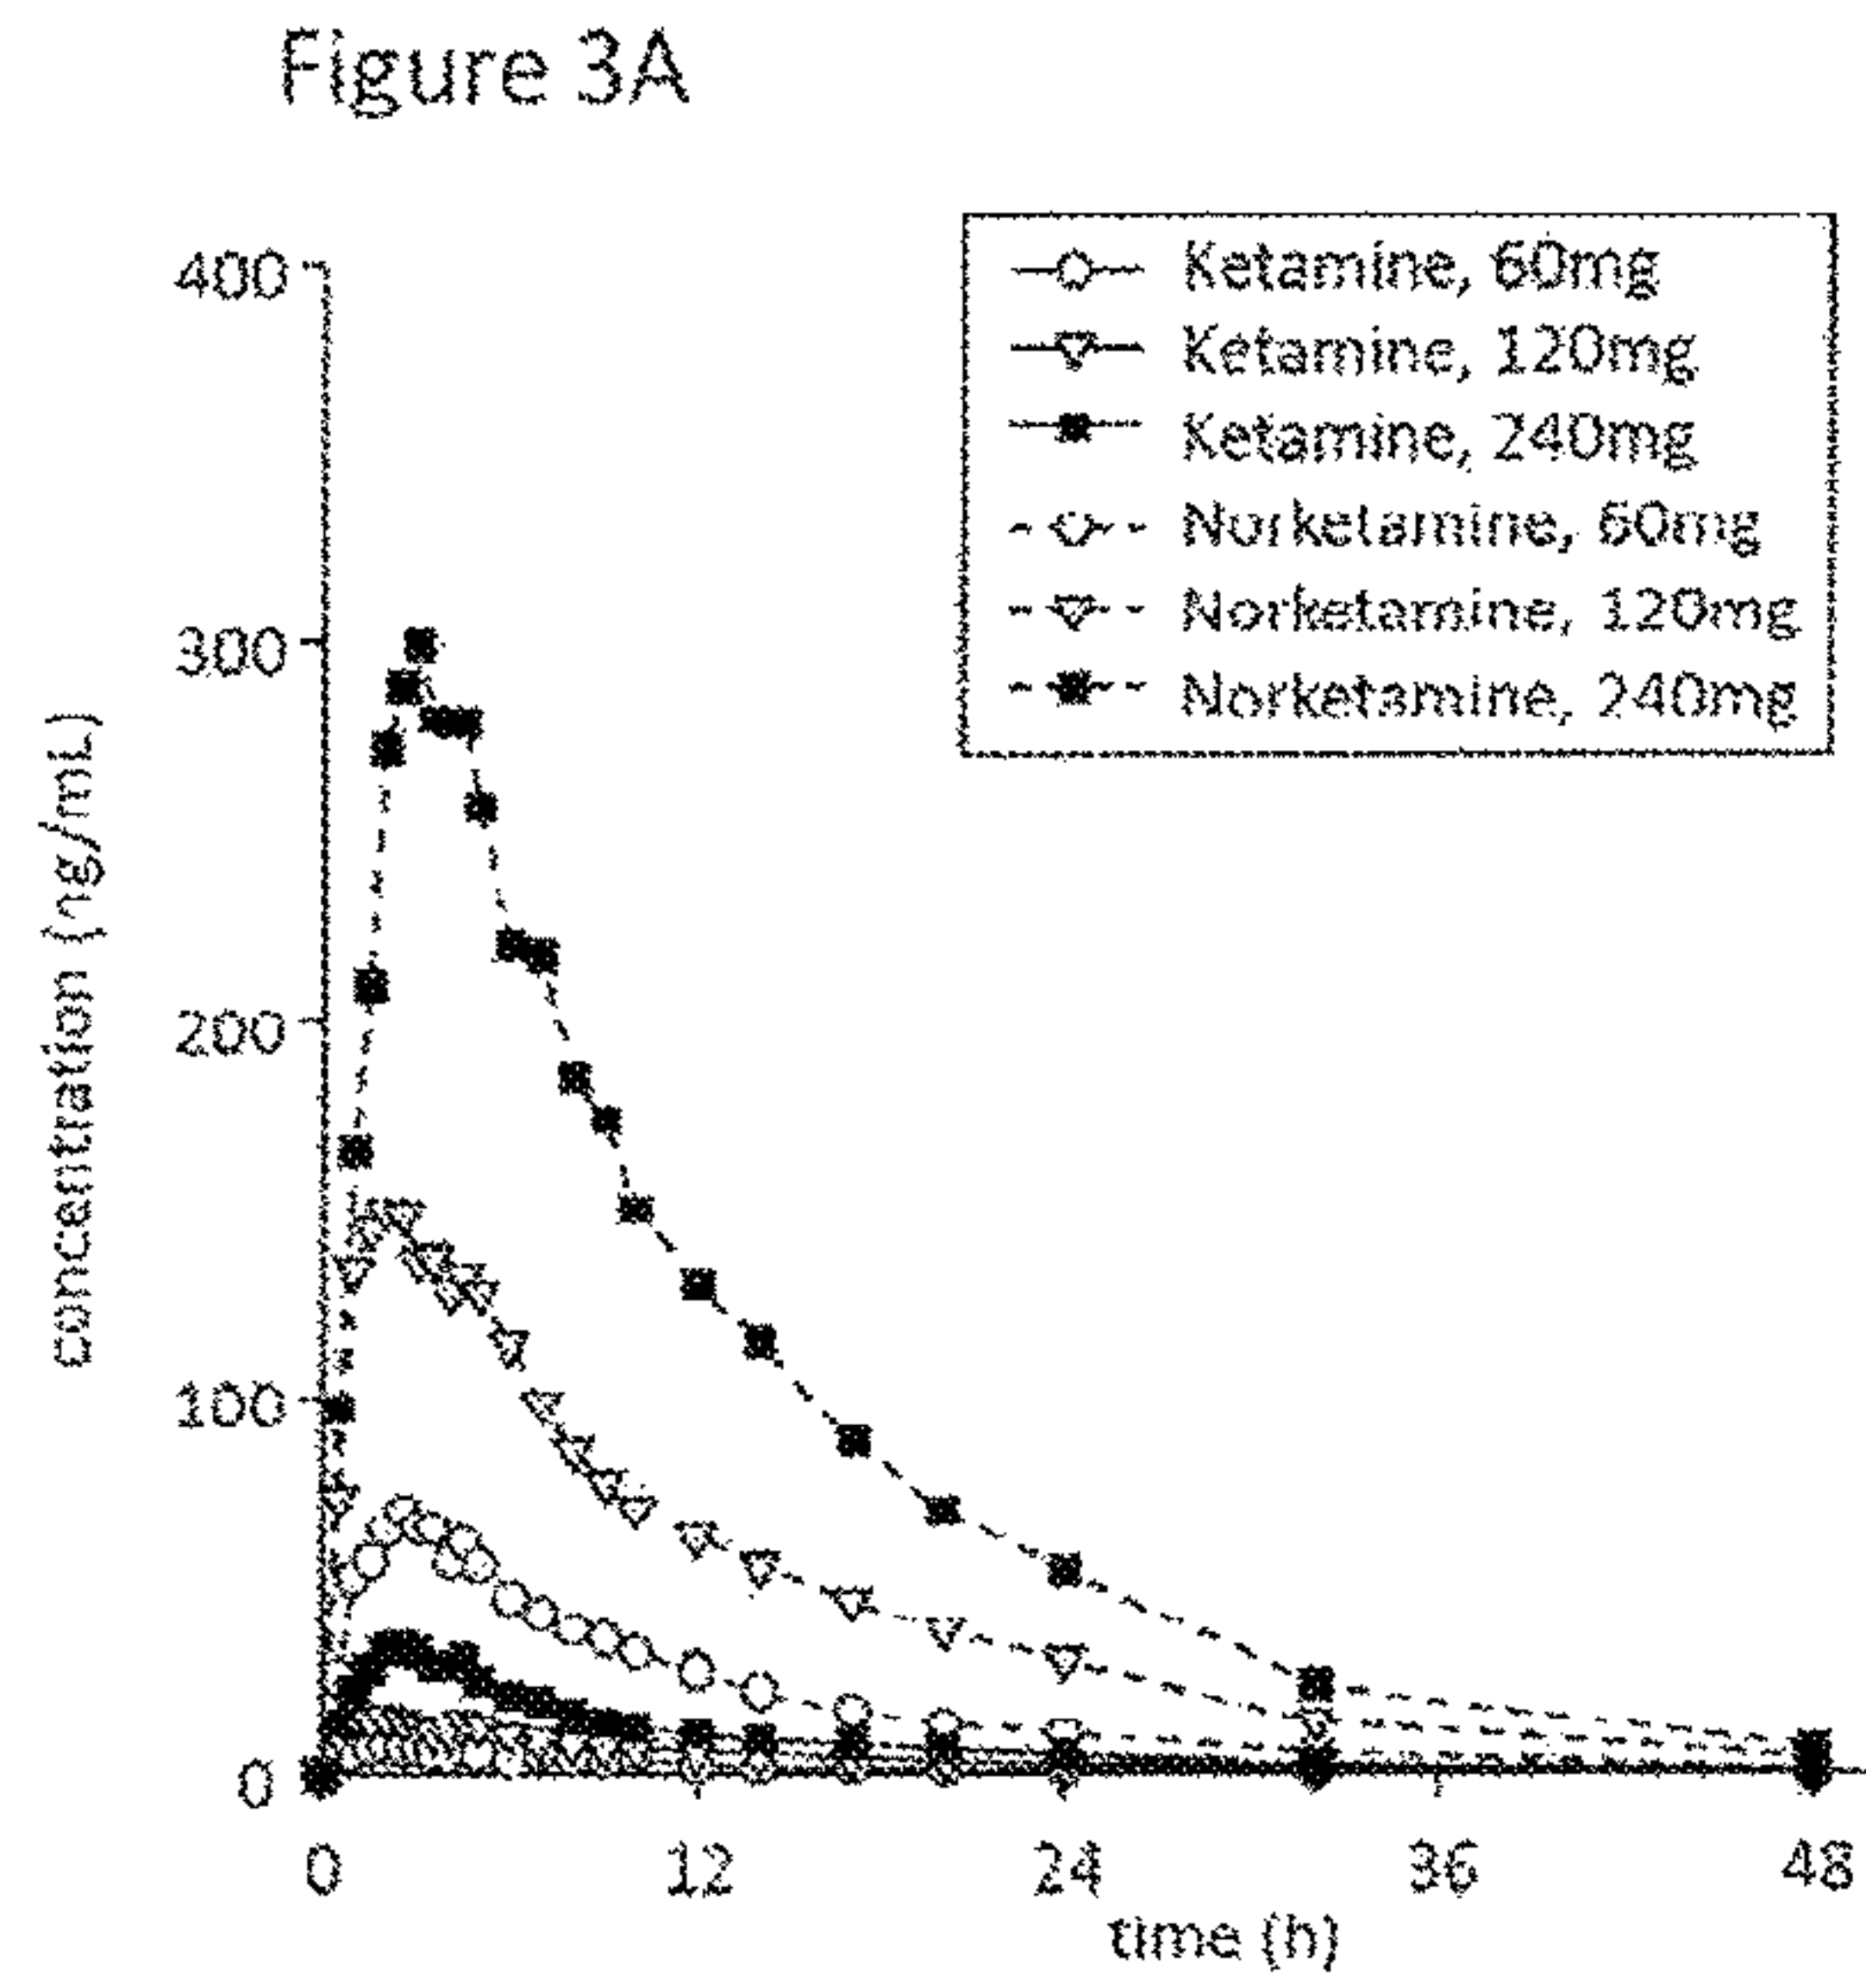 Figure 3A
Ketamine, 60mg
Ketamine, 120mg
Ketamine, 240mg
Norketamine, 60mg
Norketamine, 120mg
Norketamine, 240mg
concentration (ng/mL)
400
300
200
100
0
0 12 24 36 48
time (h)